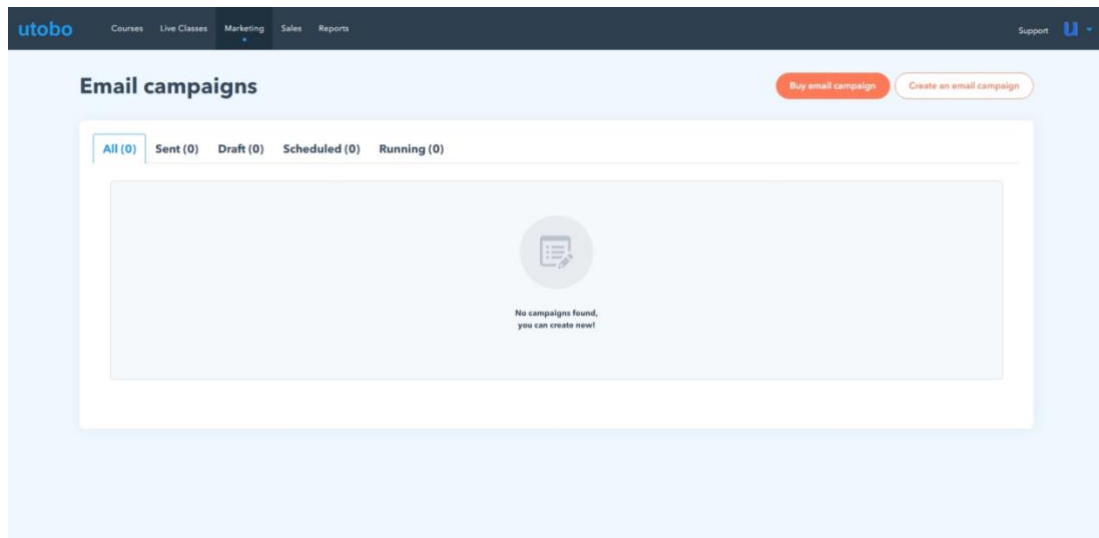 utobo Courses Live Classes Marketing Sales Reports Support U
Email campaigns Buy email campaign Create an email campaign
All (0) Sent (0) Draft (0) Scheduled (0) Running (0)
No campaigns found,
you can create new!